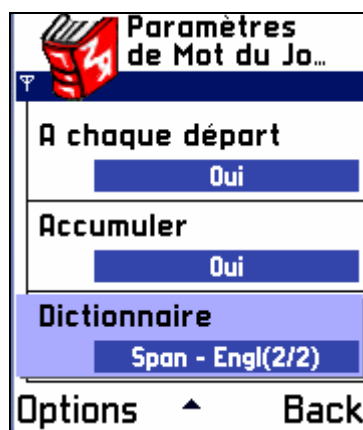 Paramètres
de Mot du Jo...
A chaque départ
Oui
Accumuler
Oui
Dictionnaire
Span - Engl(2/2)
Options Back